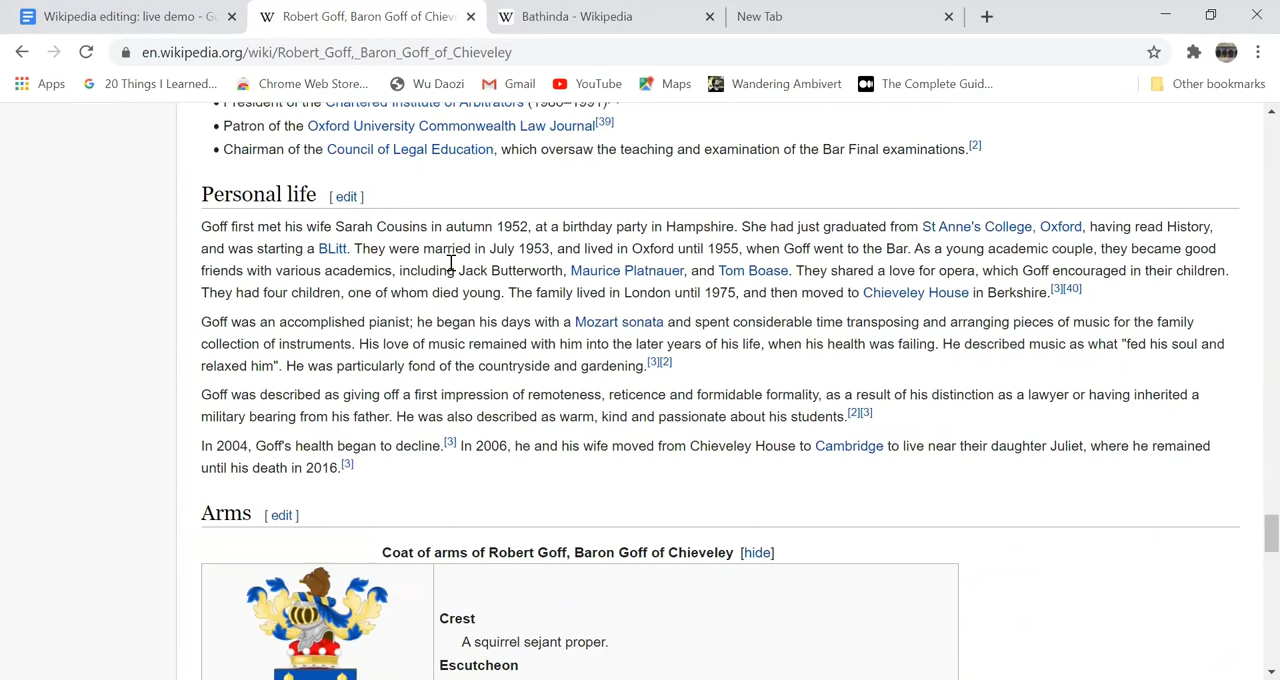 Wikipedia editing: live demo - G
Robert Goff, Baron Goff of Chieve
Bathinda - Wikipedia
New Tab
en.wikipedia.org/wiki/Robert_Goff,_Baron_Goff_of_Chieveley
Apps
20 Things I Learned...
Chrome Web Store...
Wu Daozi
Gmail
YouTube
Maps
Wandering Ambivert
The Complete Guid...
Other bookmarks
• President of the Chartered Institute of Arbitrators (1986–1991)
• Patron of the Oxford University Commonwealth Law Journal[39]
• Chairman of the Council of Legal Education, which oversaw the teaching and examination of the Bar Final examinations.[2]
Personal life [ edit ]
Goff first met his wife Sarah Cousins in autumn 1952, at a birthday party in Hampshire. She had just graduated from St Anne's College, Oxford, having read History,
and was starting a BLitt. They were married in July 1953, and lived in Oxford until 1955, when Goff went to the Bar. As a young academic couple, they became good
friends with various academics, including Jack Butterworth, Maurice Platnauer, and Tom Boase. They shared a love for opera, which Goff encouraged in their children.
They had four children, one of whom died young. The family lived in London until 1975, and then moved to Chieveley House in Berkshire.[3][40]
Goff was an accomplished pianist; he began his days with a Mozart sonata and spent considerable time transposing and arranging pieces of music for the family
collection of instruments. His love of music remained with him into the later years of his life, when his health was failing. He described music as what "fed his soul and
relaxed him". He was particularly fond of the countryside and gardening.[3][2]
Goff was described as giving off a first impression of remoteness, reticence and formidable formality, as a result of his distinction as a lawyer or having inherited a
military bearing from his father. He was also described as warm, kind and passionate about his students.[2][3]
In 2004, Goff's health began to decline.[3] In 2006, he and his wife moved from Chieveley House to Cambridge to live near their daughter Juliet, where he remained
until his death in 2016.[3]
Arms [ edit ]
Coat of arms of Robert Goff, Baron Goff of Chieveley [hide]
Crest
A squirrel sejant proper.
Escutcheon